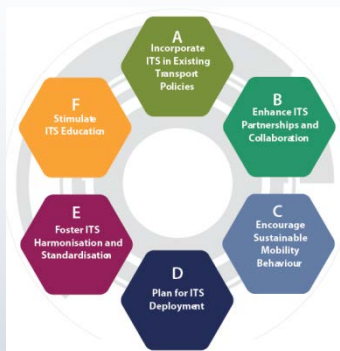 A
Incorporate
ITS in Existing
Transport
Policies
B
Enhance ITS
Partnerships and
Collaboration
C
Encourage
Sustainable
Mobility
Behaviour
D
Plan for ITS
Deployment
E
Foster ITS
Harmonisation and
Standardisation
F
Stimulate
ITS Education